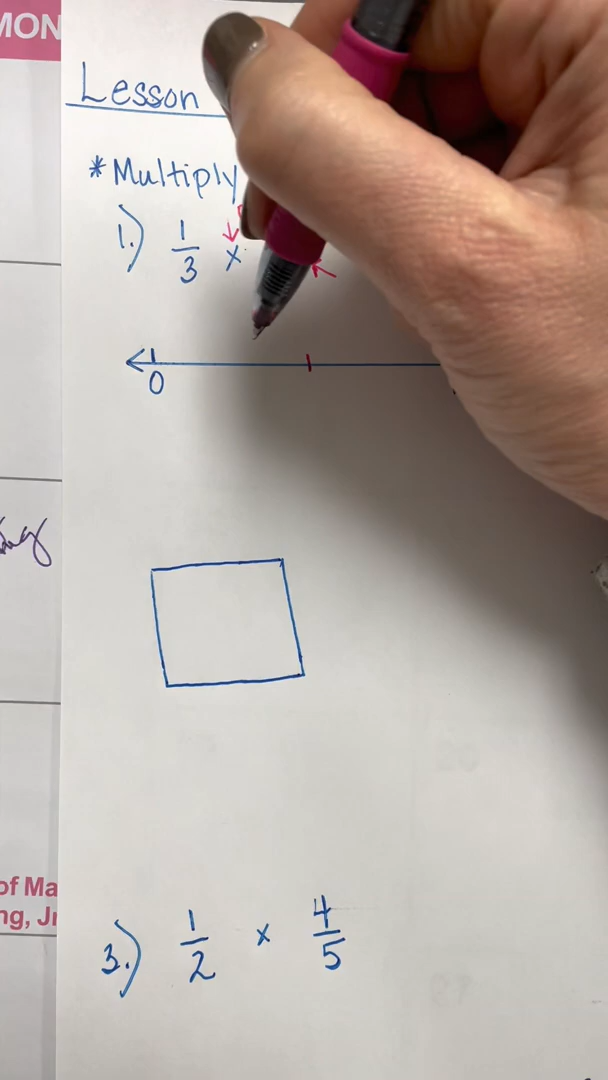 MON
Lesson
*Multiply
1.) 1/3 x
0
3.) 1/2 x 4/5
of Ma
ng, Jr